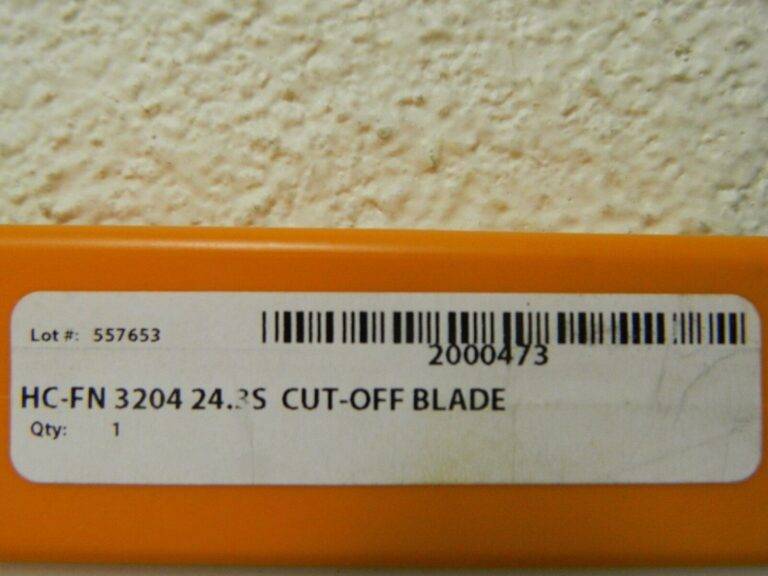 Lot #: 557653
2000473
HC-FN 3204 24.3S CUT-OFF BLADE
Qty: 1